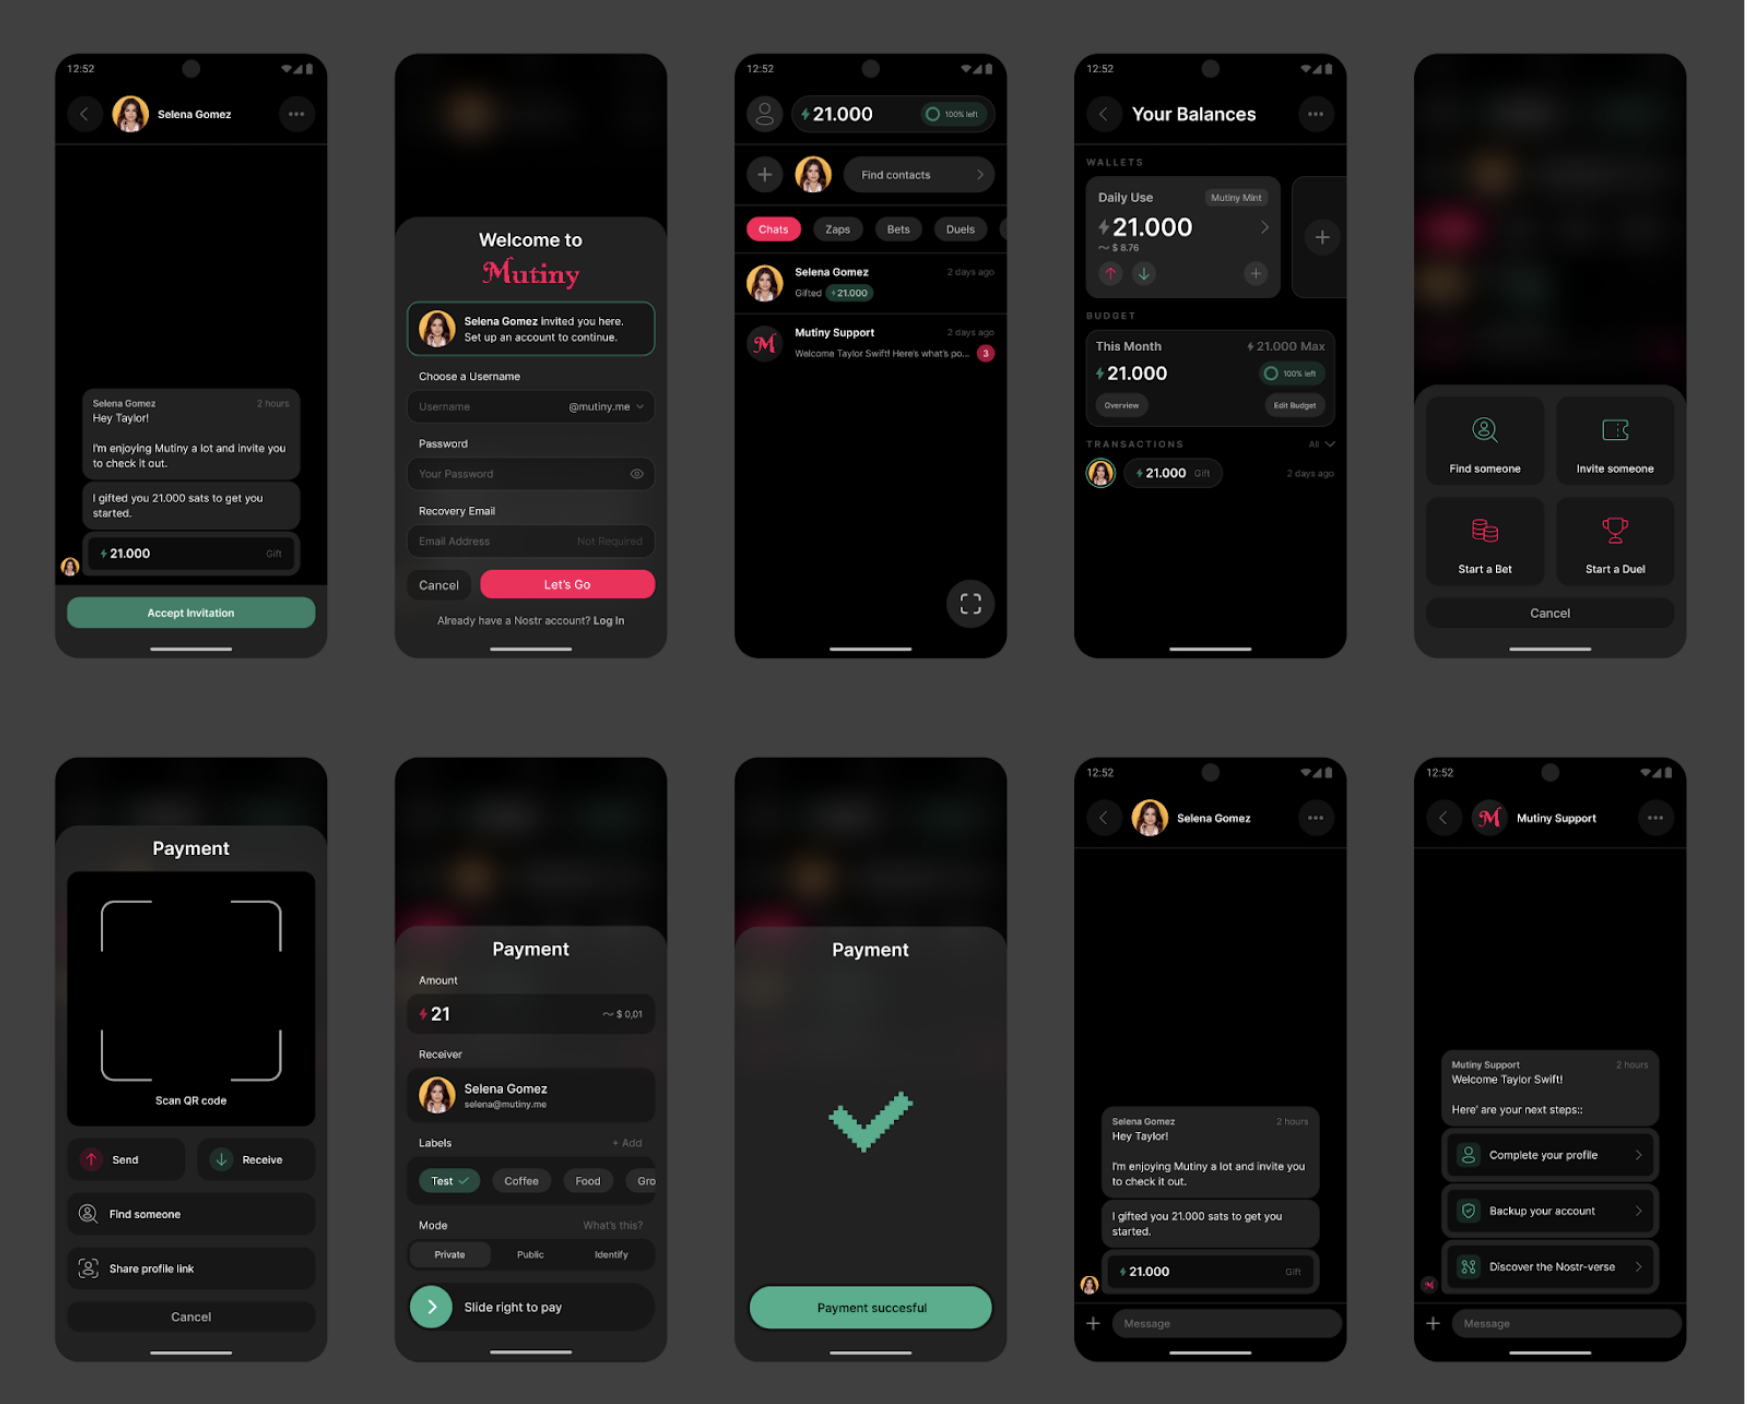 12:52
Selena Gomez
Selena Gomez 2 hours
Hey Taylor!
I'm enjoying Mutiny a lot and invite you
to check it out.
I gifted you 21.000 sats to get you
started.
21.000 Gift
Accept Invitation
Welcome to
Mutiny
Selena Gomez invited you here.
Set up an account to continue.
Choose a Username
Username @mutiny.me
Password
Your Password
Recovery Email
Email Address Not Required
Cancel Let's Go
Already have a Nostr account? Log In
12:52
21.000 100% left
Find contacts
Chats Zaps Bets Duels
Selena Gomez 2 days ago
Gifted 21.000
Mutiny Support 2 days ago
M
Welcome Taylor Swift! Here's what's po... 3
12:52
Your Balances
WALLETS
Daily Use Mutiny Mint
21.000
~ $ 8.76
BUDGET
This Month 21.000 Max
21.000 100% left
Overview Edit Budget
TRANSACTIONS All
21.000 Gift 2 days ago
Find someone Invite someone
Start a Bet Start a Duel
Cancel
Payment
Scan QR code
Send Receive
Find someone
Share profile link
Cancel
Payment
Amount
21 ~ $ 0,01
Receiver
Selena Gomez
selena@mutiny.me
Labels + Add
Test Coffee Food Gro
Mode What's this?
Private Public Identify
Slide right to pay
Payment
Payment succesful
12:52
Selena Gomez
Selena Gomez 2 hours
Hey Taylor!
I'm enjoying Mutiny a lot and invite you
to check it out.
I gifted you 21.000 sats to get you
started.
21.000 Gift
Message
12:52
M Mutiny Support
Mutiny Support 2 hours
Welcome Taylor Swift!
Here' are your next steps::
Complete your profile
Backup your account
Discover the Nostr-verse
M
Message